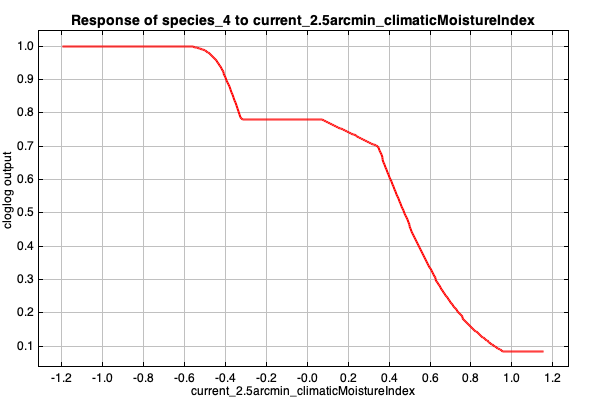 Response of species_4 to current_2.5arcmin_climaticMoistureIndex
cloglog output
1.0
0.9
0.8
0.7
0.6
0.5
0.4
0.3
0.2
0.1
-1.2 -1.0 -0.8 -0.6 -0.4 -0.2 -0.0 0.2 0.4 0.6 0.8 1.0 1.2
current_2.5arcmin_climaticMoistureIndex